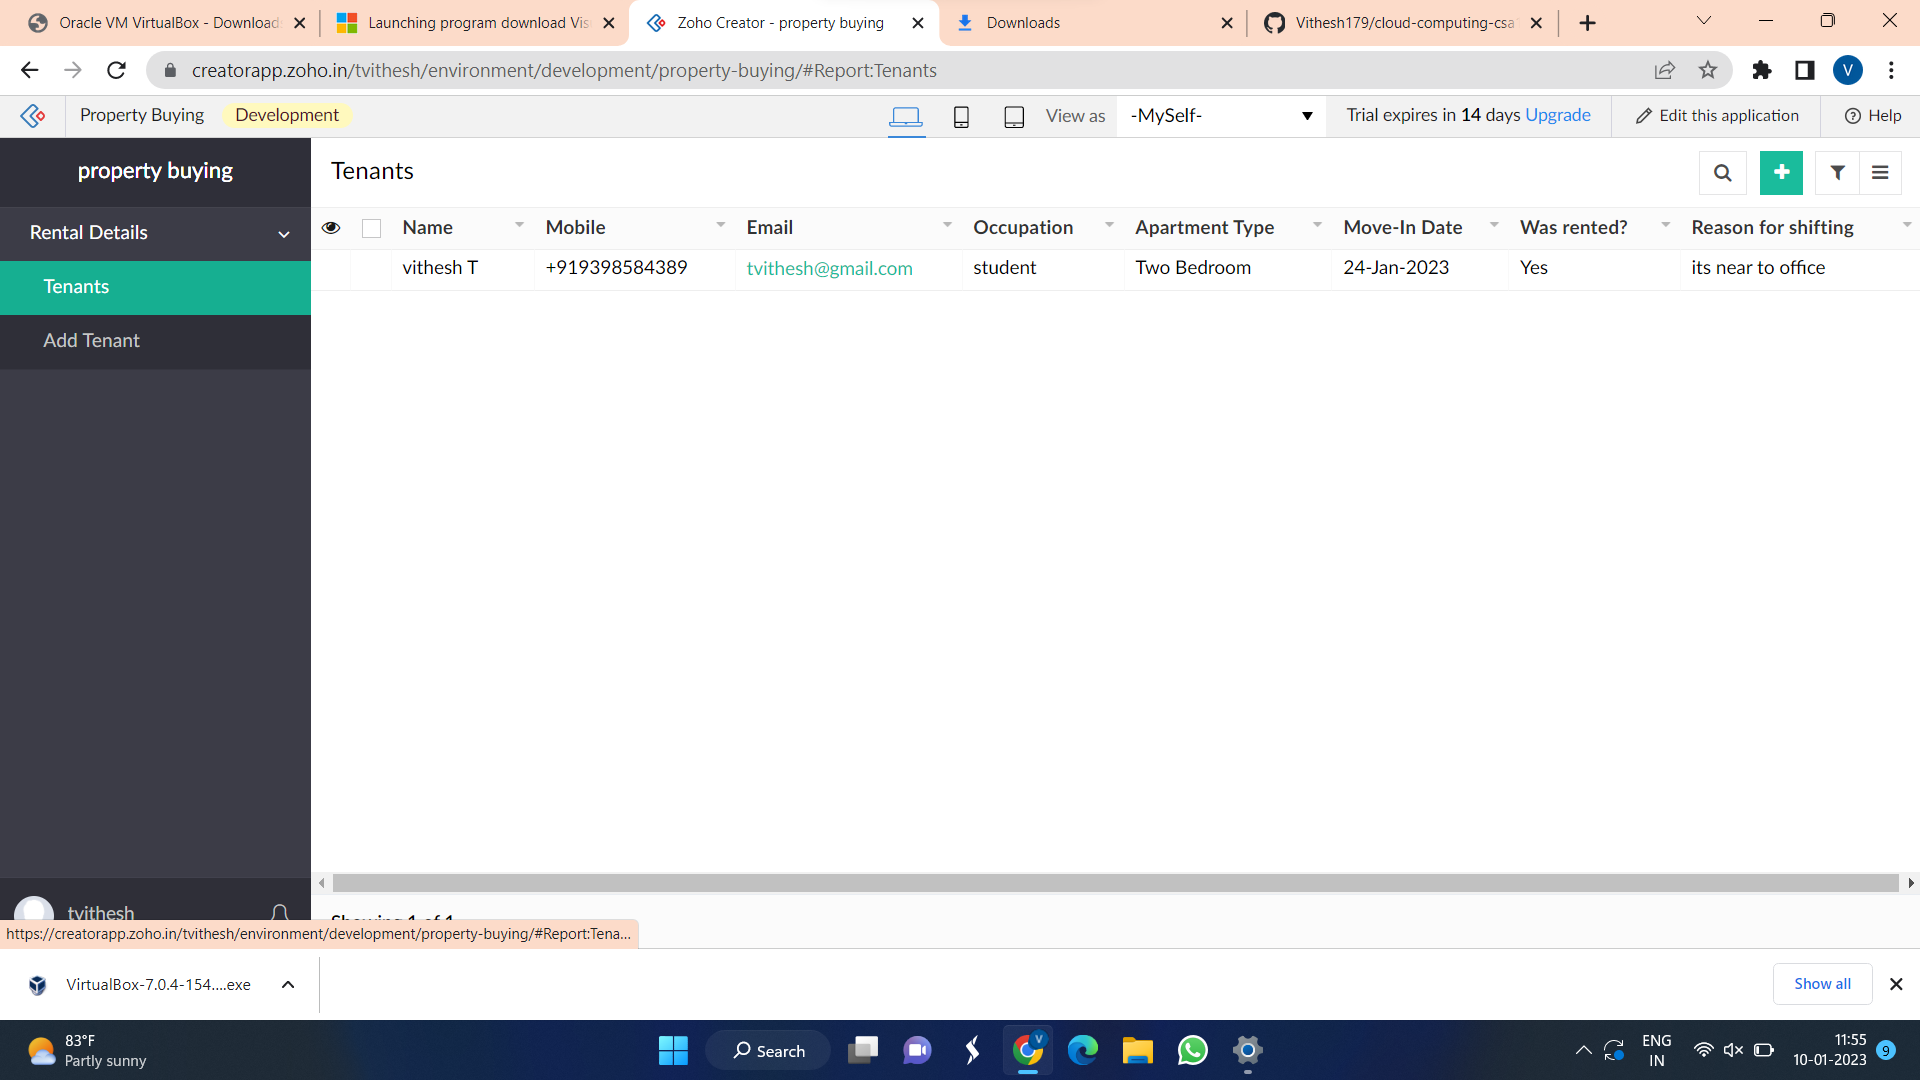 Oracle VM VirtualBox - Download
Launching program download Vis
Zoho Creator - property buying
Downloads
Vithesh179/cloud-computing-csa
creatorapp.zoho.in/tvithesh/environment/development/property-buying/#Report:Tenants
V
Property Buying
Development
View as
-MySelf-
Trial expires in 14 days Upgrade
Edit this application
Help
property buying
Tenants
Rental Details
Name Mobile Email Occupation Apartment Type Move-In Date Was rented? Reason for shifting
vithesh T +919398584389 tvithesh@gmail.com student Two Bedroom 24-Jan-2023 Yes its near to office
Tenants
Add Tenant
tvithesh
Showing 1 of 1
https://creatorapp.zoho.in/tvithesh/environment/development/property-buying/#Report:Tena...
VirtualBox-7.0.4-154....exe
Show all
83°F
Partly sunny
Search
V
ENG
IN
11:55
10-01-2023
9